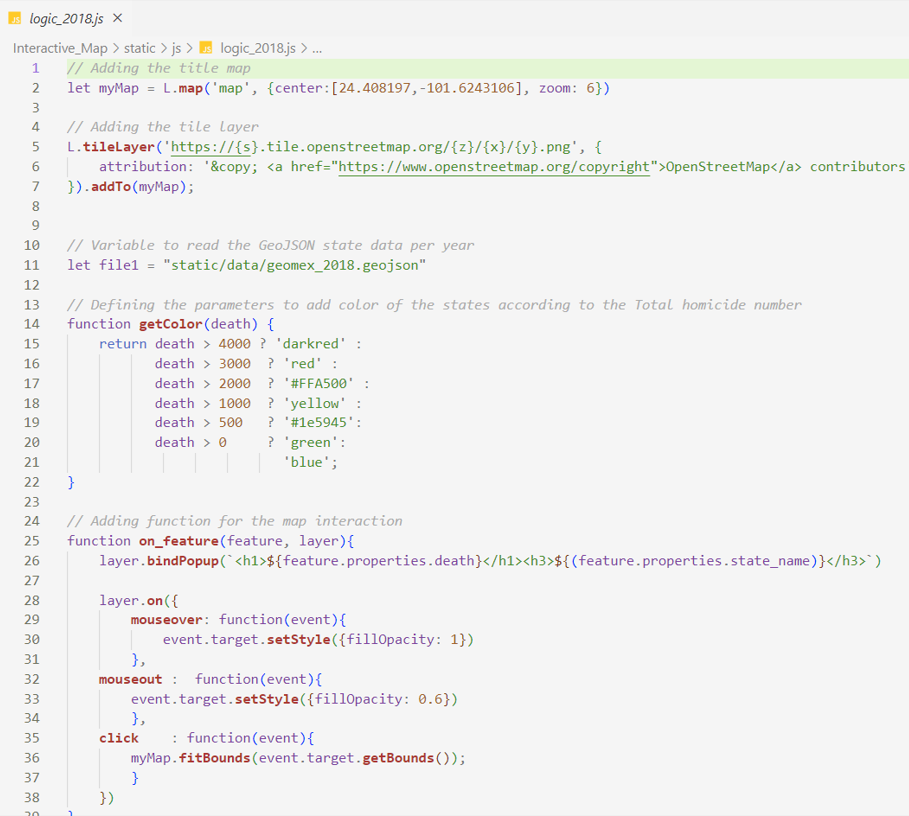 JS logic_2018.js ×
Interactive_Map > static > js > JS logic_2018.js > ...
1 // Adding the title map
2 let myMap = L.map('map', {center:[24.408197,-101.6243106], zoom: 6})
3
4 // Adding the tile layer
5 L.tileLayer('https://{s}.tile.openstreetmap.org/{z}/{x}/{y}.png', {
6     attribution: '&copy; <a href="https://www.openstreetmap.org/copyright">OpenStreetMap</a> contributors
7 }).addTo(myMap);
8
9
10 // Variable to read the GeoJSON state data per year
11 let file1 = "static/data/geomex_2018.geojson"
12
13 // Defining the parameters to add color of the states according to the Total homicide number
14 function getColor(death) {
15     return death > 4000 ? 'darkred' :
16            death > 3000  ? 'red' :
17            death > 2000  ? '#FFA500' :
18            death > 1000  ? 'yellow' :
19            death > 500   ? '#1e5945':
20            death > 0     ? 'green':
21                            'blue';
22 }
23
24 // Adding function for the map interaction
25 function on_feature(feature, layer){
26     layer.bindPopup(`<h1>${feature.properties.death}</h1><h3>${(feature.properties.state_name)}</h3>`)
27
28     layer.on({
29         mouseover: function(event){
30             event.target.setStyle({fillOpacity: 1})
31         },
32     mouseout :  function(event){
33         event.target.setStyle({fillOpacity: 0.6})
34         },
35     click    : function(event){
36         myMap.fitBounds(event.target.getBounds());
37         }
38     })
39 }